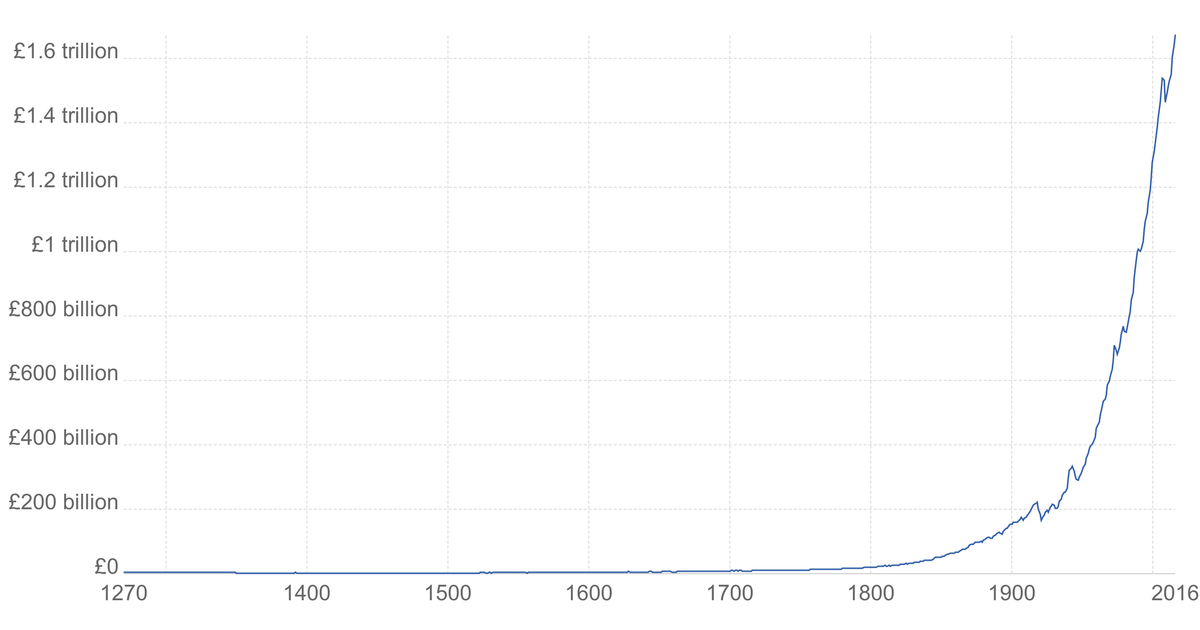 £1.6 trillion
£1.4 trillion
£1.2 trillion
£1 trillion
£800 billion
£600 billion
£400 billion
£200 billion
£0
1270 1400 1500 1600 1700 1800 1900 2016